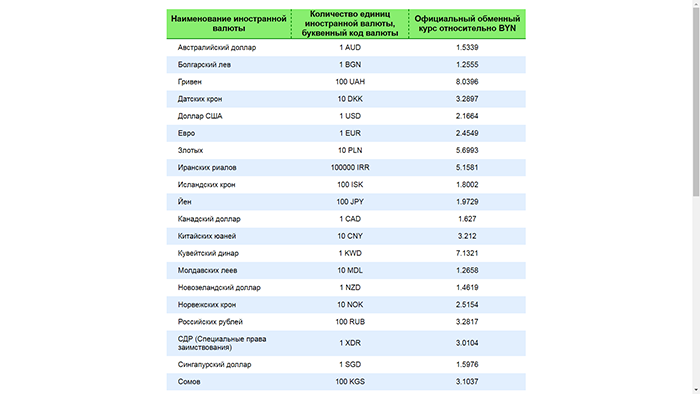 Наименование иностранной валюты Количество единиц иностранной валюты, буквенный код валюты Официальный обменный курс относительно BYN
Австралийский доллар 1 AUD 1.5339
Болгарский лев 1 BGN 1.2555
Гривен 100 UAH 8.0396
Датских крон 10 DKK 3.2897
Доллар США 1 USD 2.1664
Евро 1 EUR 2.4549
Злотых 10 PLN 5.6993
Иранских риалов 100000 IRR 5.1581
Исландских крон 100 ISK 1.8002
Йен 100 JPY 1.9729
Канадский доллар 1 CAD 1.627
Китайских юаней 10 CNY 3.212
Кувейтский динар 1 KWD 7.1321
Молдавских леев 10 MDL 1.2658
Новозеландский доллар 1 NZD 1.4619
Норвежских крон 10 NOK 2.5154
Российских рублей 100 RUB 3.2817
СДР (Специальные права заимствования) 1 XDR 3.0104
Сингапурский доллар 1 SGD 1.5976
Сомов 100 KGS 3.1037